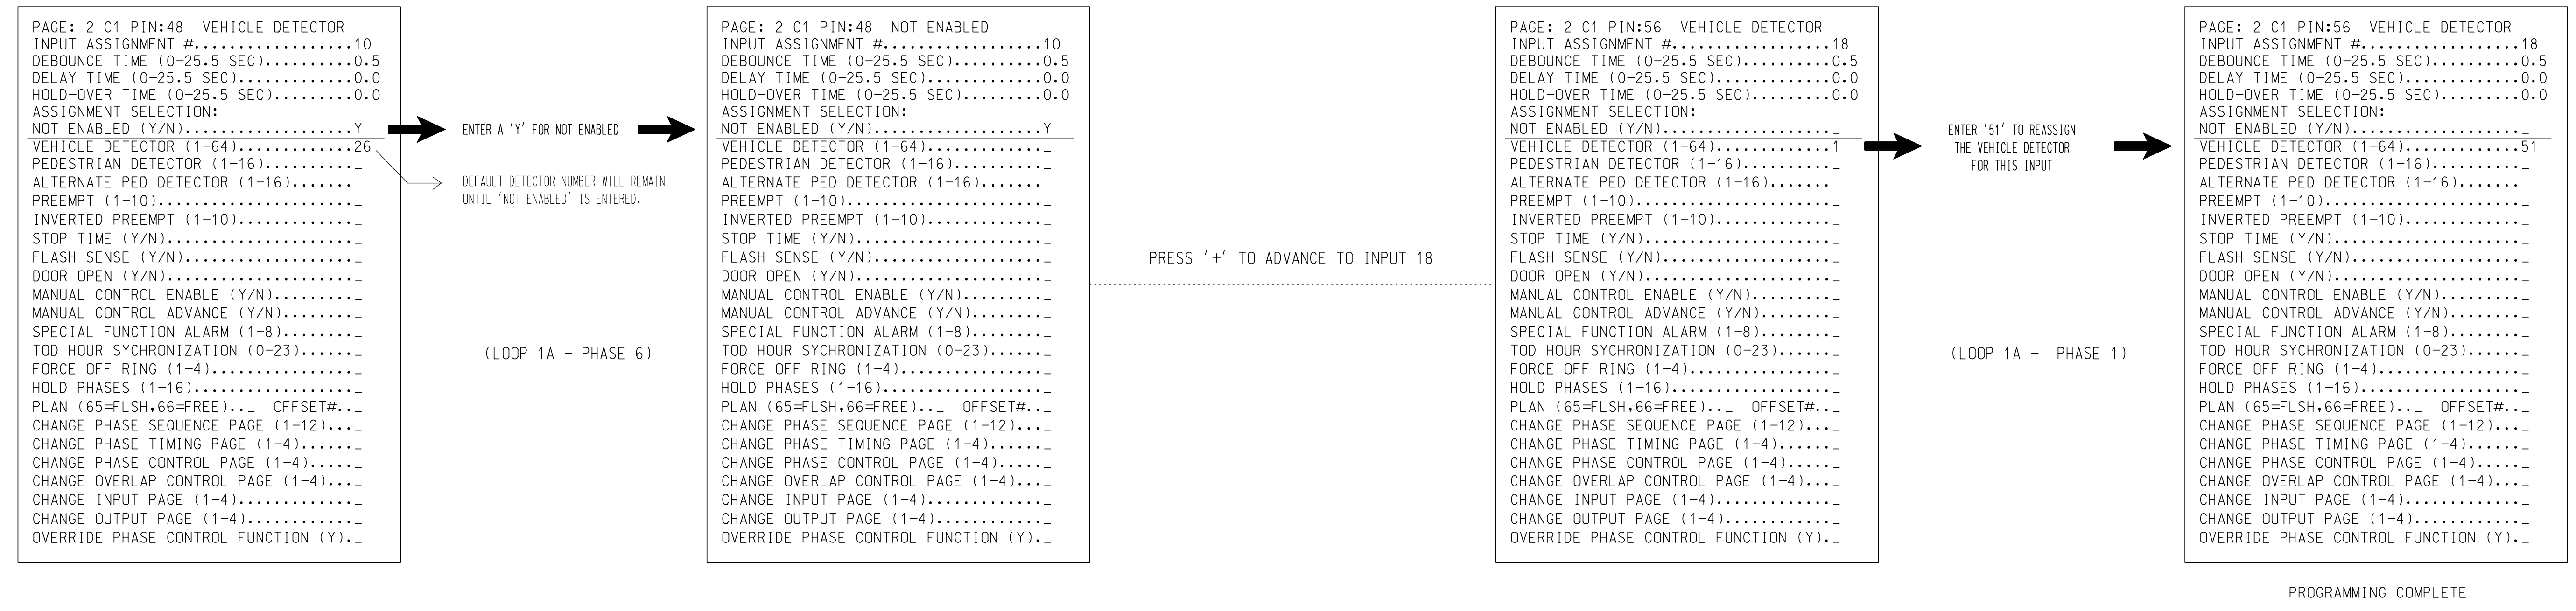 PAGE: 2 C1 PIN:48 VEHICLE DETECTOR
INPUT ASSIGNMENT #..................10
DEBOUNCE TIME (0-25.5 SEC)..........0.5
DELAY TIME (0-25.5 SEC).............0.0
HOLD-OVER TIME (0-25.5 SEC).........0.0
ASSIGNMENT SELECTION:
NOT ENABLED (Y/N)...................Y
VEHICLE DETECTOR (1-64).............26
PEDESTRIAN DETECTOR (1-16).........._
ALTERNATE PED DETECTOR (1-16)......._
PREEMPT (1-10)......................_
INVERTED PREEMPT (1-10)............._
STOP TIME (Y/N)....................._
FLASH SENSE (Y/N)..................._
DOOR OPEN (Y/N)....................._
MANUAL CONTROL ENABLE (Y/N)........._
MANUAL CONTROL ADVANCE (Y/N)........_
SPECIAL FUNCTION ALARM (1-8)........_
TOD HOUR SYCHRONIZATION (0-23)......_
FORCE OFF RING (1-4)................_
HOLD PHASES (1-16).................._
PLAN (65=FLSH,66=FREE).._ OFFSET#.._
CHANGE PHASE SEQUENCE PAGE (1-12)..._
CHANGE PHASE TIMING PAGE (1-4)......_
CHANGE PHASE CONTROL PAGE (1-4)....._
CHANGE OVERLAP CONTROL PAGE (1-4)..._
CHANGE INPUT PAGE (1-4)............._
CHANGE OUTPUT PAGE (1-4)............_
OVERRIDE PHASE CONTROL FUNCTION (Y)._
ENTER A 'Y' FOR NOT ENABLED
DEFAULT DETECTOR NUMBER WILL REMAIN
UNTIL 'NOT ENABLED' IS ENTERED.
(LOOP 1A - PHASE 6)
PAGE: 2 C1 PIN:48 NOT ENABLED
INPUT ASSIGNMENT #..................10
DEBOUNCE TIME (0-25.5 SEC)..........0.5
DELAY TIME (0-25.5 SEC).............0.0
HOLD-OVER TIME (0-25.5 SEC).........0.0
ASSIGNMENT SELECTION:
NOT ENABLED (Y/N)...................Y
VEHICLE DETECTOR (1-64)............._
PEDESTRIAN DETECTOR (1-16).........._
ALTERNATE PED DETECTOR (1-16)......._
PREEMPT (1-10)......................_
INVERTED PREEMPT (1-10)............._
STOP TIME (Y/N)....................._
FLASH SENSE (Y/N)..................._
DOOR OPEN (Y/N)....................._
MANUAL CONTROL ENABLE (Y/N)........._
MANUAL CONTROL ADVANCE (Y/N)........_
SPECIAL FUNCTION ALARM (1-8)........_
TOD HOUR SYCHRONIZATION (0-23)......_
FORCE OFF RING (1-4)................_
HOLD PHASES (1-16).................._
PLAN (65=FLSH,66=FREE).._ OFFSET#.._
CHANGE PHASE SEQUENCE PAGE (1-12)..._
CHANGE PHASE TIMING PAGE (1-4)......_
CHANGE PHASE CONTROL PAGE (1-4)....._
CHANGE OVERLAP CONTROL PAGE (1-4)..._
CHANGE INPUT PAGE (1-4)............._
CHANGE OUTPUT PAGE (1-4)............_
OVERRIDE PHASE CONTROL FUNCTION (Y)._
PRESS '+' TO ADVANCE TO INPUT 18
PAGE: 2 C1 PIN:56 VEHICLE DETECTOR
INPUT ASSIGNMENT #..................18
DEBOUNCE TIME (0-25.5 SEC)..........0.5
DELAY TIME (0-25.5 SEC).............0.0
HOLD-OVER TIME (0-25.5 SEC).........0.0
ASSIGNMENT SELECTION:
NOT ENABLED (Y/N)..................._
VEHICLE DETECTOR (1-64).............1
PEDESTRIAN DETECTOR (1-16).........._
ALTERNATE PED DETECTOR (1-16)......._
PREEMPT (1-10)......................_
INVERTED PREEMPT (1-10)............._
STOP TIME (Y/N)....................._
FLASH SENSE (Y/N)..................._
DOOR OPEN (Y/N)....................._
MANUAL CONTROL ENABLE (Y/N)........._
MANUAL CONTROL ADVANCE (Y/N)........_
SPECIAL FUNCTION ALARM (1-8)........_
TOD HOUR SYCHRONIZATION (0-23)......_
FORCE OFF RING (1-4)................_
HOLD PHASES (1-16).................._
PLAN (65=FLSH,66=FREE).._ OFFSET#.._
CHANGE PHASE SEQUENCE PAGE (1-12)..._
CHANGE PHASE TIMING PAGE (1-4)......_
CHANGE PHASE CONTROL PAGE (1-4)....._
CHANGE OVERLAP CONTROL PAGE (1-4)..._
CHANGE INPUT PAGE (1-4)............._
CHANGE OUTPUT PAGE (1-4)............_
OVERRIDE PHASE CONTROL FUNCTION (Y)._
ENTER '51' TO REASSIGN
THE VEHICLE DETECTOR
FOR THIS INPUT
(LOOP 1A - PHASE 1)
PAGE: 2 C1 PIN:56 VEHICLE DETECTOR
INPUT ASSIGNMENT #..................18
DEBOUNCE TIME (0-25.5 SEC)..........0.5
DELAY TIME (0-25.5 SEC).............0.0
HOLD-OVER TIME (0-25.5 SEC).........0.0
ASSIGNMENT SELECTION:
NOT ENABLED (Y/N)..................._
VEHICLE DETECTOR (1-64).............51
PEDESTRIAN DETECTOR (1-16).........._
ALTERNATE PED DETECTOR (1-16)......._
PREEMPT (1-10)......................_
INVERTED PREEMPT (1-10)............._
STOP TIME (Y/N)....................._
FLASH SENSE (Y/N)..................._
DOOR OPEN (Y/N)....................._
MANUAL CONTROL ENABLE (Y/N)........._
MANUAL CONTROL ADVANCE (Y/N)........_
SPECIAL FUNCTION ALARM (1-8)........_
TOD HOUR SYCHRONIZATION (0-23)......_
FORCE OFF RING (1-4)................_
HOLD PHASES (1-16).................._
PLAN (65=FLSH,66=FREE).._ OFFSET#.._
CHANGE PHASE SEQUENCE PAGE (1-12)..._
CHANGE PHASE TIMING PAGE (1-4)......_
CHANGE PHASE CONTROL PAGE (1-4)....._
CHANGE OVERLAP CONTROL PAGE (1-4)..._
CHANGE INPUT PAGE (1-4)............._
CHANGE OUTPUT PAGE (1-4)............_
OVERRIDE PHASE CONTROL FUNCTION (Y)._
PROGRAMMING COMPLETE